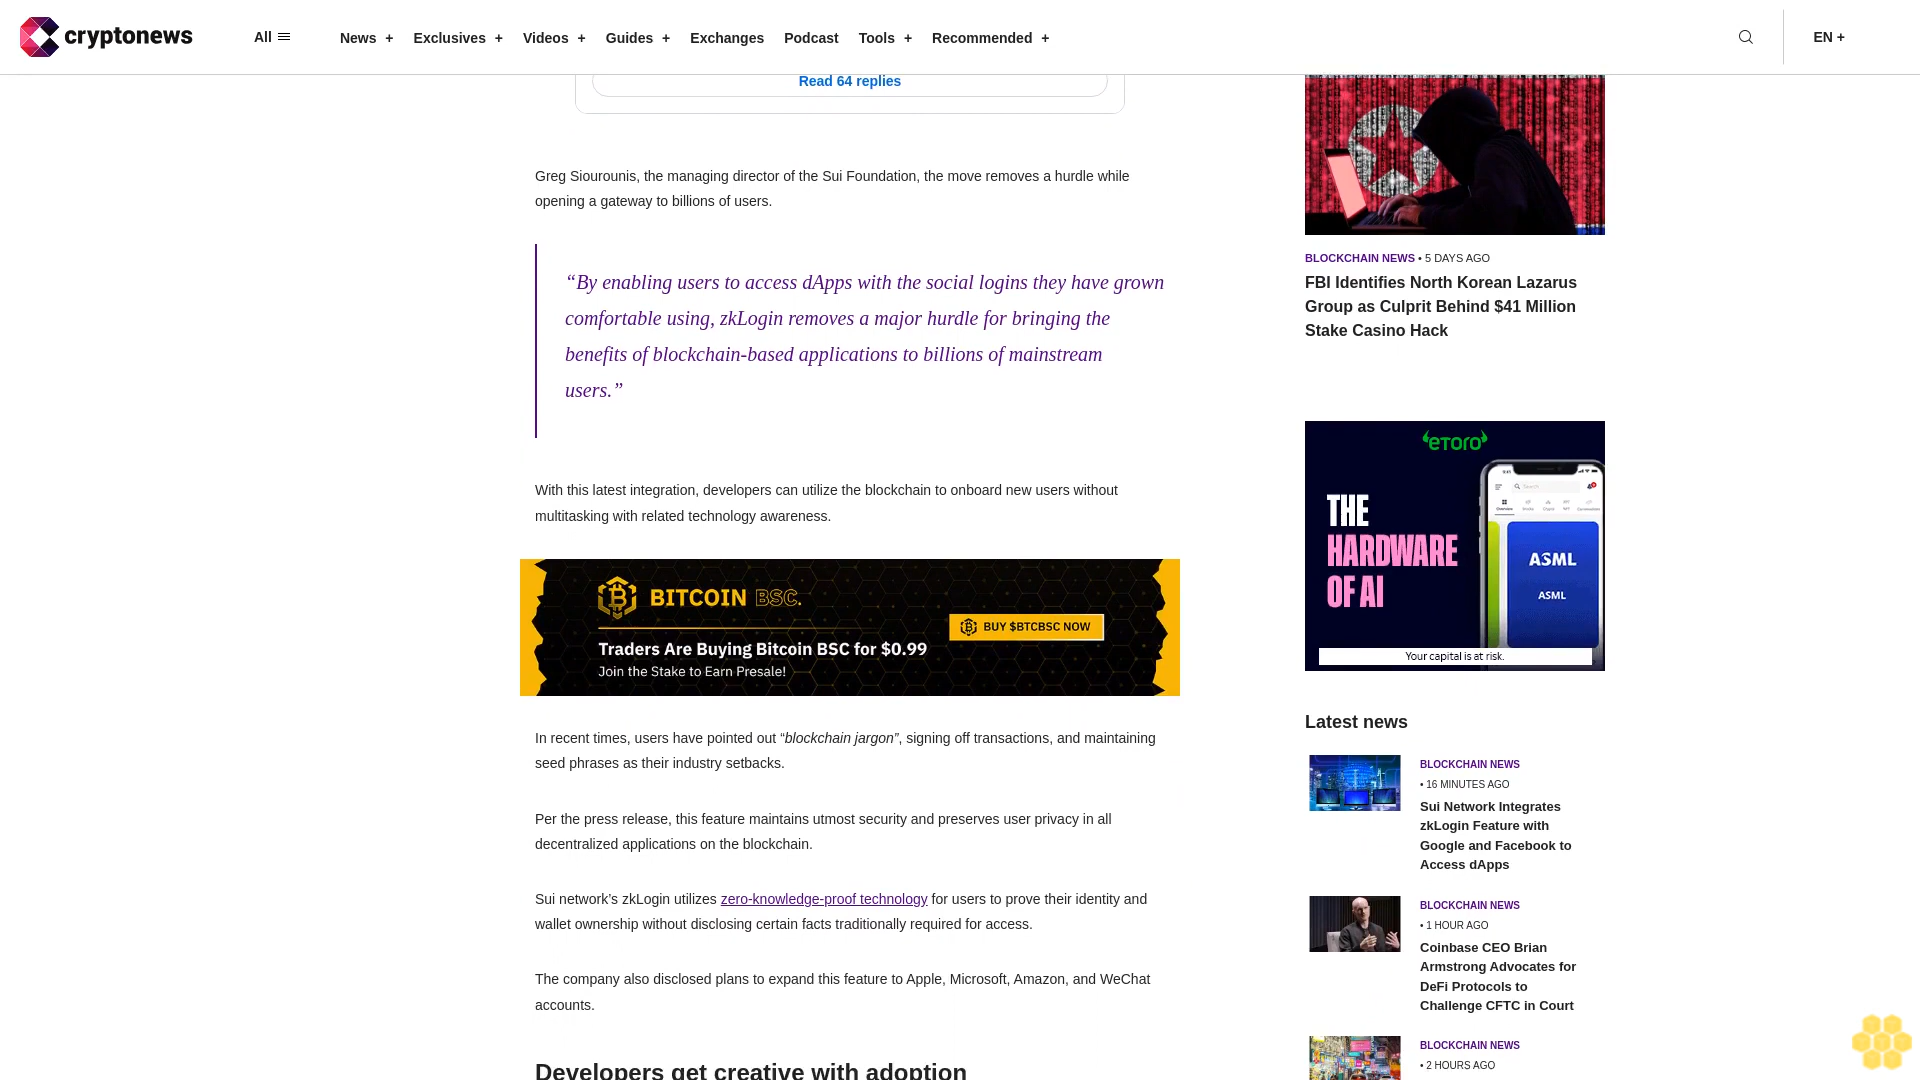 cryptonews
All
News +
Exclusives +
Videos +
Guides +
Exchanges
Podcast
Tools +
Recommended +
EN +
Read 64 replies
Greg Siourounis, the managing director of the Sui Foundation, the move removes a hurdle while
opening a gateway to billions of users.
“By enabling users to access dApps with the social logins they have grown
comfortable using, zkLogin removes a major hurdle for bringing the
benefits of blockchain-based applications to billions of mainstream
users.”
With this latest integration, developers can utilize the blockchain to onboard new users without
multitasking with related technology awareness.
BITCOIN BSC.
Traders Are Buying Bitcoin BSC for $0.99
Join the Stake to Earn Presale!
BUY $BTCBSC NOW
In recent times, users have pointed out “blockchain jargon”, signing off transactions, and maintaining
seed phrases as their industry setbacks.
Per the press release, this feature maintains utmost security and preserves user privacy in all
decentralized applications on the blockchain.
Sui network’s zkLogin utilizes zero-knowledge-proof technology for users to prove their identity and
wallet ownership without disclosing certain facts traditionally required for access.
The company also disclosed plans to expand this feature to Apple, Microsoft, Amazon, and WeChat
accounts.
Developers get creative with adoption
BLOCKCHAIN NEWS • 5 DAYS AGO
FBI Identifies North Korean Lazarus
Group as Culprit Behind $41 Million
Stake Casino Hack
eToro
THE
HARDWARE
OF AI
Search
ASML
ASML
Your capital is at risk.
Latest news
BLOCKCHAIN NEWS
• 16 MINUTES AGO
Sui Network Integrates
zkLogin Feature with
Google and Facebook to
Access dApps
BLOCKCHAIN NEWS
• 1 HOUR AGO
Coinbase CEO Brian
Armstrong Advocates for
DeFi Protocols to
Challenge CFTC in Court
BLOCKCHAIN NEWS
• 2 HOURS AGO